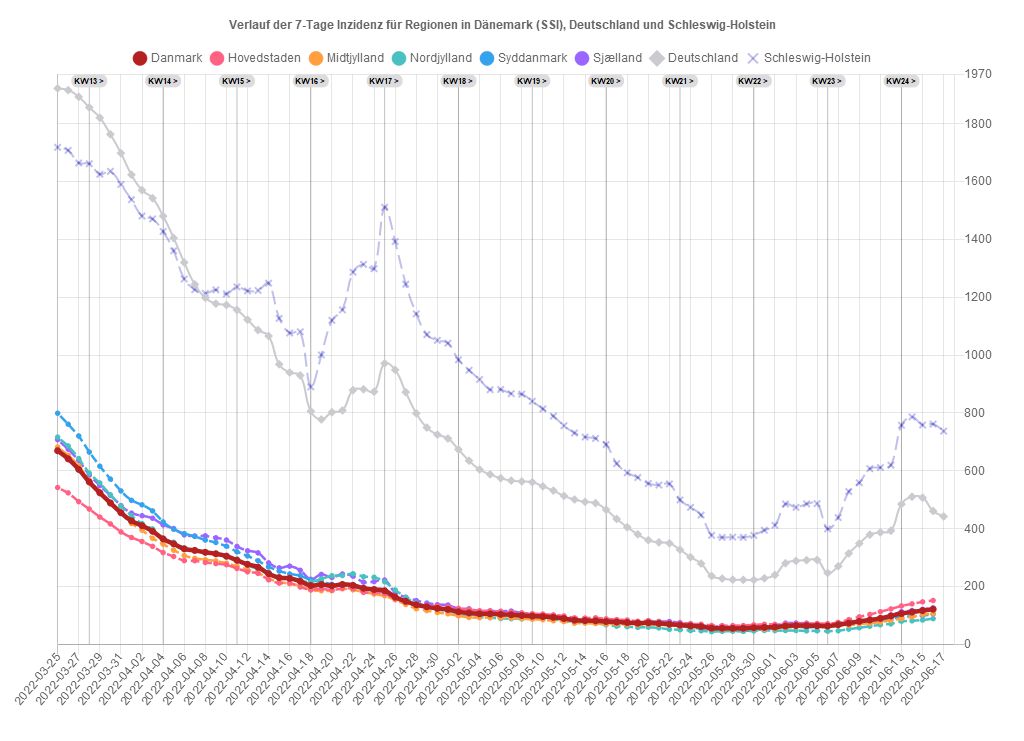 Verlauf der 7-Tage Inzidenz für Regionen in Dänemark (SSI), Deutschland und Schleswig-Holstein
Danmark Hovedstaden Midtjylland Nordjylland Syddanmark Sjælland Deutschland Schleswig-Holstein
KW13 > KW14 > KW15 > KW16 > KW17 > KW18 > KW19 > KW20 > KW21 > KW22 > KW23 > KW24 >
1970
1800
1600
1400
1200
1000
800
600
400
200
0
2022-03-25 2022-03-27 2022-03-29 2022-03-31 2022-04-02 2022-04-04 2022-04-06 2022-04-08 2022-04-10 2022-04-12 2022-04-14 2022-04-16 2022-04-18 2022-04-20 2022-04-22 2022-04-24 2022-04-26 2022-04-28 2022-04-30 2022-05-02 2022-05-04 2022-05-06 2022-05-08 2022-05-10 2022-05-12 2022-05-14 2022-05-16 2022-05-18 2022-05-20 2022-05-22 2022-05-24 2022-05-26 2022-05-28 2022-05-30 2022-06-01 2022-06-03 2022-06-05 2022-06-07 2022-06-09 2022-06-11 2022-06-13 2022-06-15 2022-06-17